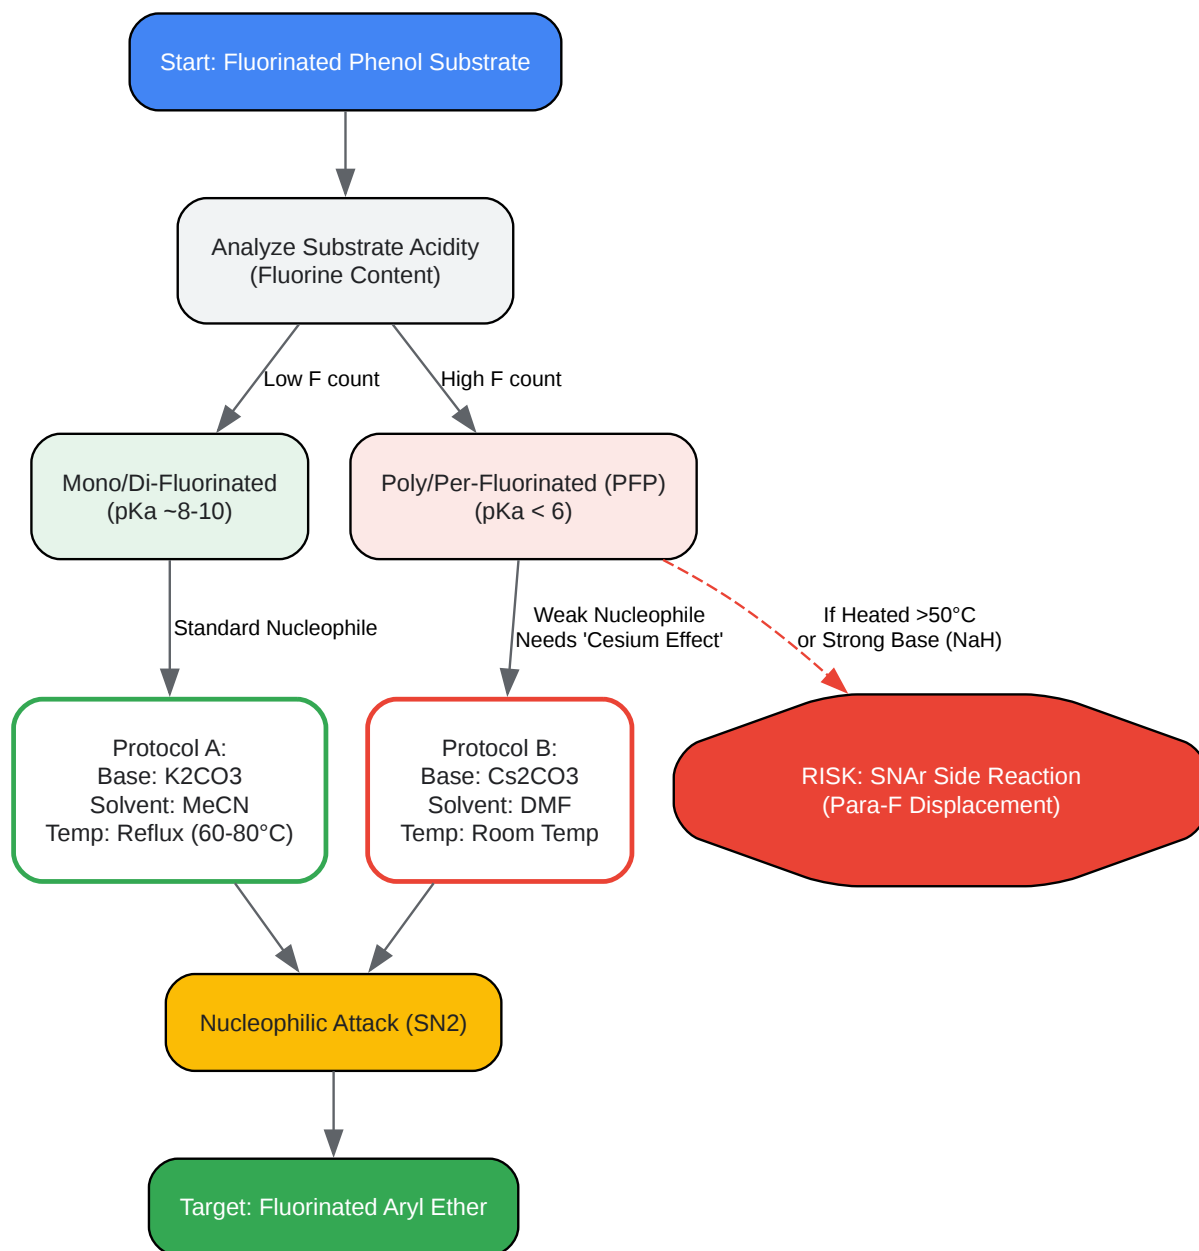 Start: Fluorinated Phenol Substrate
Analyze Substrate Acidity
(Fluorine Content)
Low F count
High F count
Mono/Di-Fluorinated
(pKa ~8-10)
Poly/Per-Fluorinated (PFP)
(pKa < 6)
Standard Nucleophile
Weak Nucleophile
Needs 'Cesium Effect'
If Heated >50°C
or Strong Base (NaH)
Protocol A:
Base: K2CO3
Solvent: MeCN
Temp: Reflux (60-80°C)
Protocol B:
Base: Cs2CO3
Solvent: DMF
Temp: Room Temp
RISK: SNAr Side Reaction
(Para-F Displacement)
Nucleophilic Attack (SN2)
Target: Fluorinated Aryl Ether